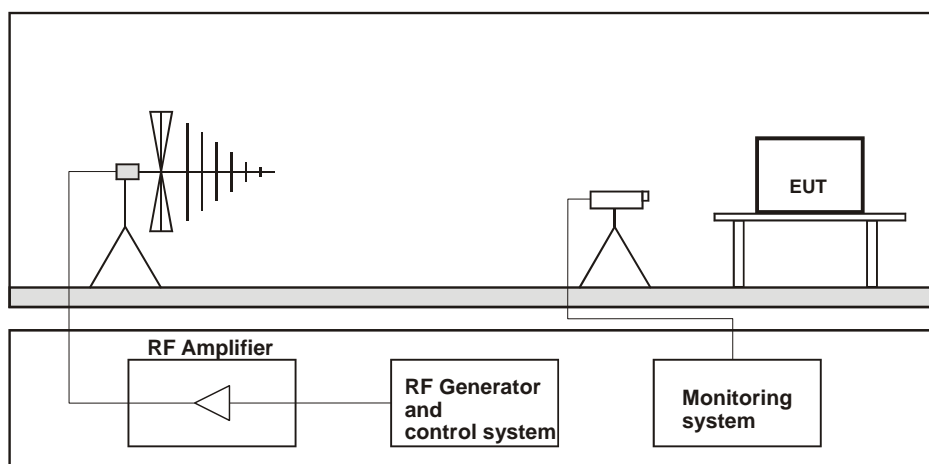 EUT
RF Amplifier
RF Generator
and
control system
Monitoring
system